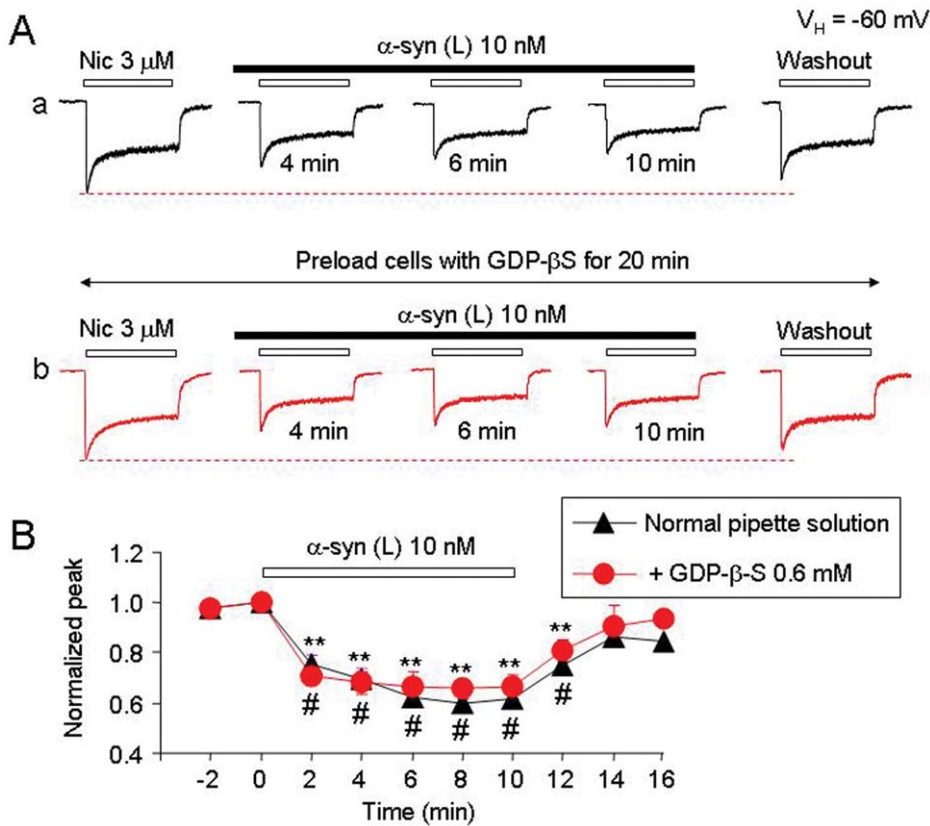 A
V_H = -60 mV
α-syn (L) 10 nM
Nic 3 μM
Washout
a
4 min
6 min
10 min
Preload cells with GDP-βS for 20 min
α-syn (L) 10 nM
Nic 3 μM
Washout
b
4 min
6 min
10 min
B
Normal pipette solution
+ GDP-β-S 0.6 mM
α-syn (L) 10 nM
1.2
1.0
0.8
0.6
0.4
Normalized peak
** ** ** ** ** **
# # # # # #
-2 0 2 4 6 8 10 12 14 16
Time (min)